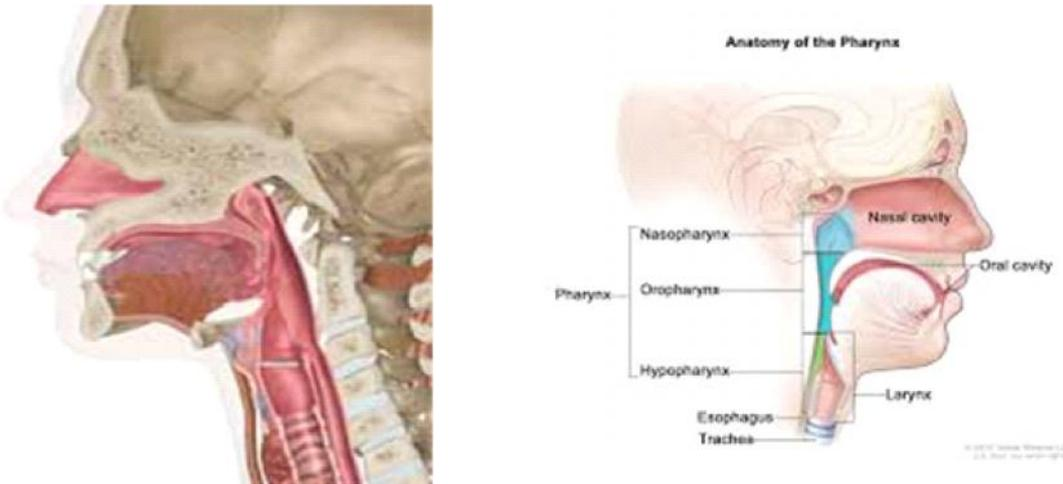 Anatomy of the Pharynx
Nasal cavity
Nasopharynx
Oral cavity
Pharynx
Oropharynx
Hypopharynx
Larynx
Esophagus
Trachea